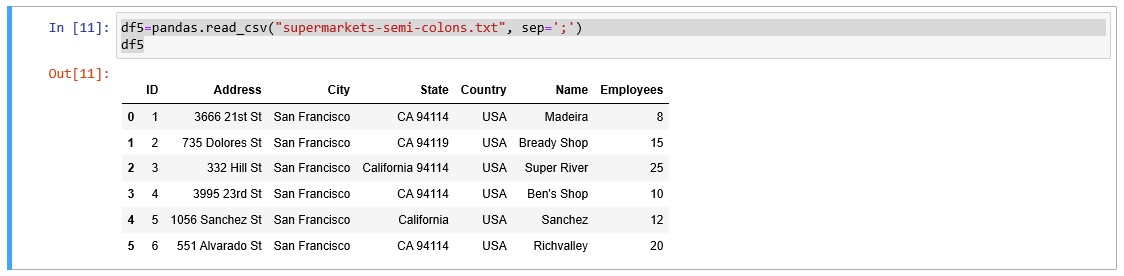 In [11]: df5=pandas.read_csv("supermarkets-semi-colons.txt", sep=';')
df5
Out[11]:
ID Address City State Country Name Employees
0 1 3666 21st St San Francisco CA 94114 USA Madeira 8
1 2 735 Dolores St San Francisco CA 94119 USA Bready Shop 15
2 3 332 Hill St San Francisco California 94114 USA Super River 25
3 4 3995 23rd St San Francisco CA 94114 USA Ben's Shop 10
4 5 1056 Sanchez St San Francisco California USA Sanchez 12
5 6 551 Alvarado St San Francisco CA 94114 USA Richvalley 20